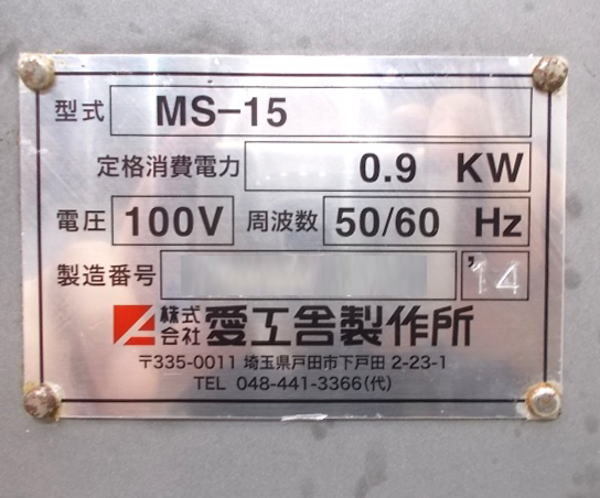 型式 MS-15
定格消費電力 0.9 KW
電圧 100V 周波数 50/60 Hz
製造番号 '14
株式会社 愛工舎製作所
〒335-0011 埼玉県戸田市下戸田 2-23-1
TEL 048-441-3366(代)